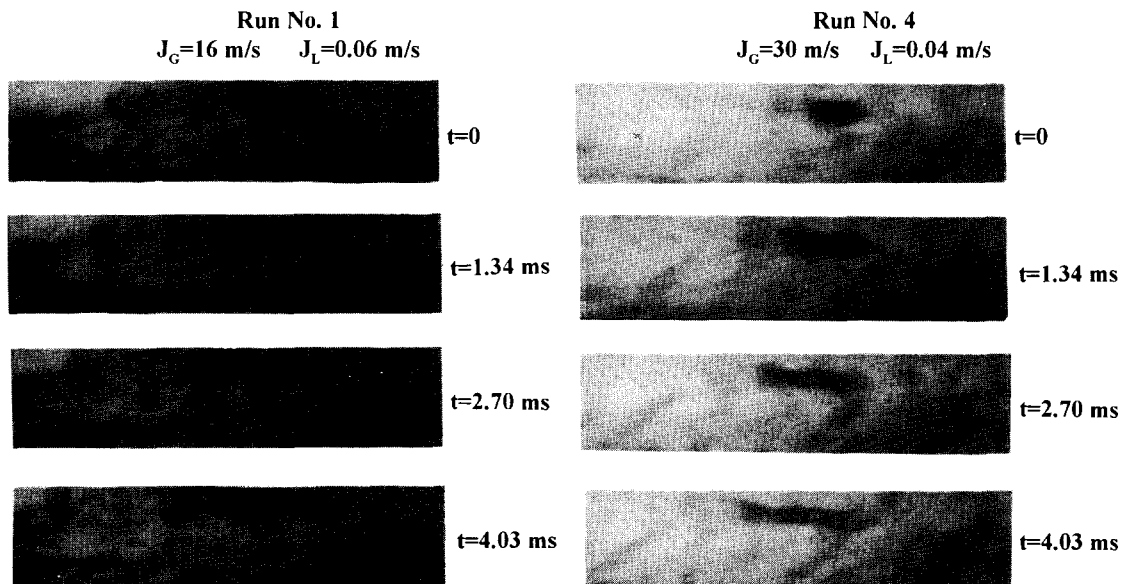 Run No. 1
J_G=16 m/s J_L=0.06 m/s
t=0
t=1.34 ms
t=2.70 ms
t=4.03 ms
Run No. 4
J_G=30 m/s J_L=0.04 m/s
t=0
t=1.34 ms
t=2.70 ms
t=4.03 ms